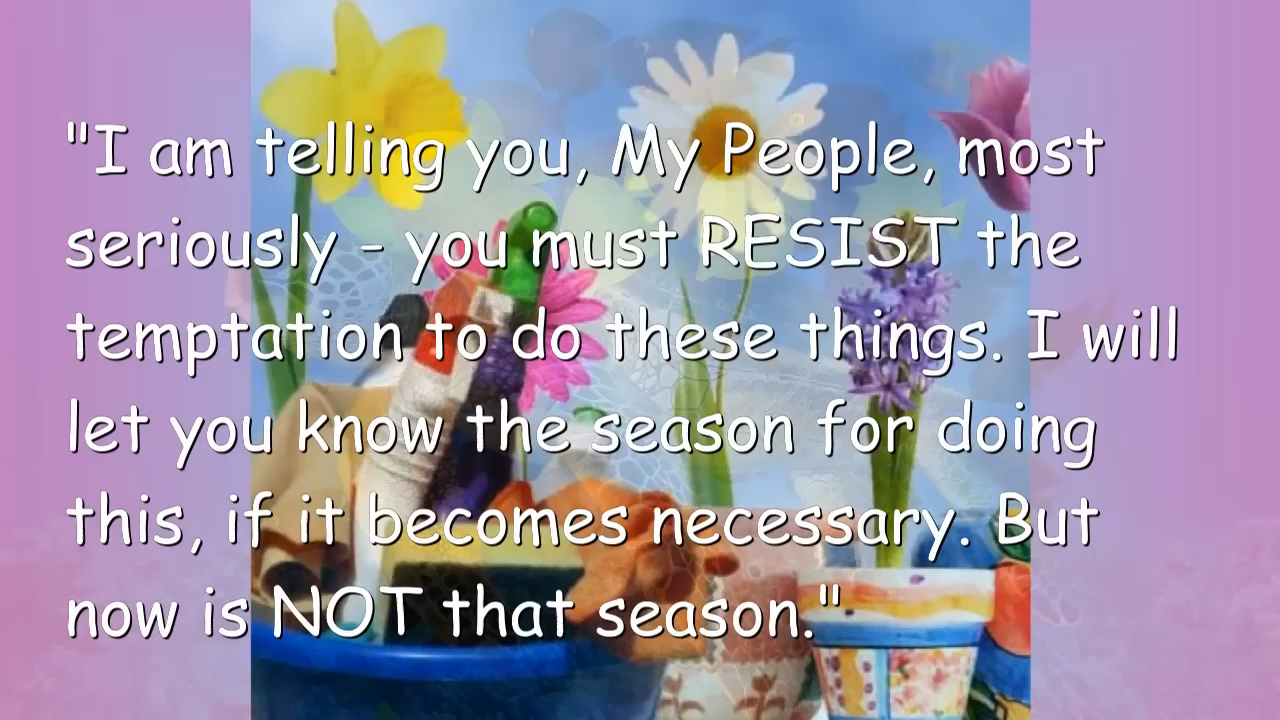 "I am telling you, My People, most
seriously - you must RESIST the
temptation to do these things. I will
let you know the season for doing
this, if it becomes necessary. But
now is NOT that season."